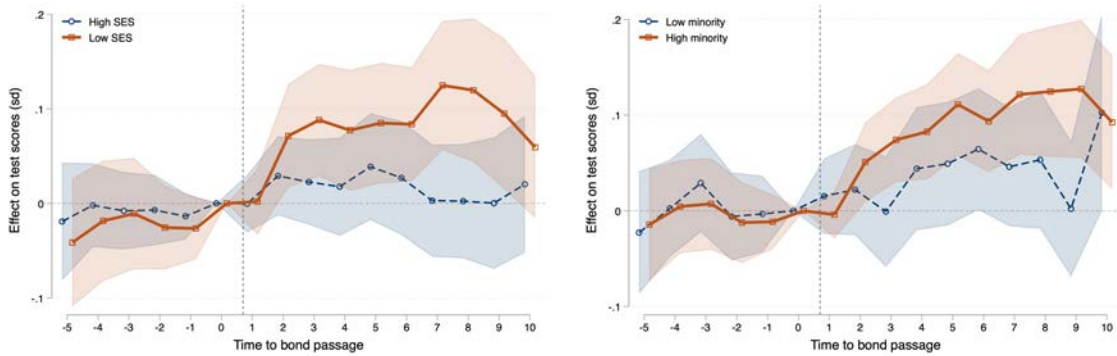 High SES
Low SES
.2
.1
0
-.1
Effect on test scores (sd)
-5 -4 -3 -2 -1 0 1 2 3 4 5 6 7 8 9 10
Time to bond passage
Low minority
High minority
.2
.1
0
-.1
Effect on test scores (sd)
-5 -4 -3 -2 -1 0 1 2 3 4 5 6 7 8 9 10
Time to bond passage